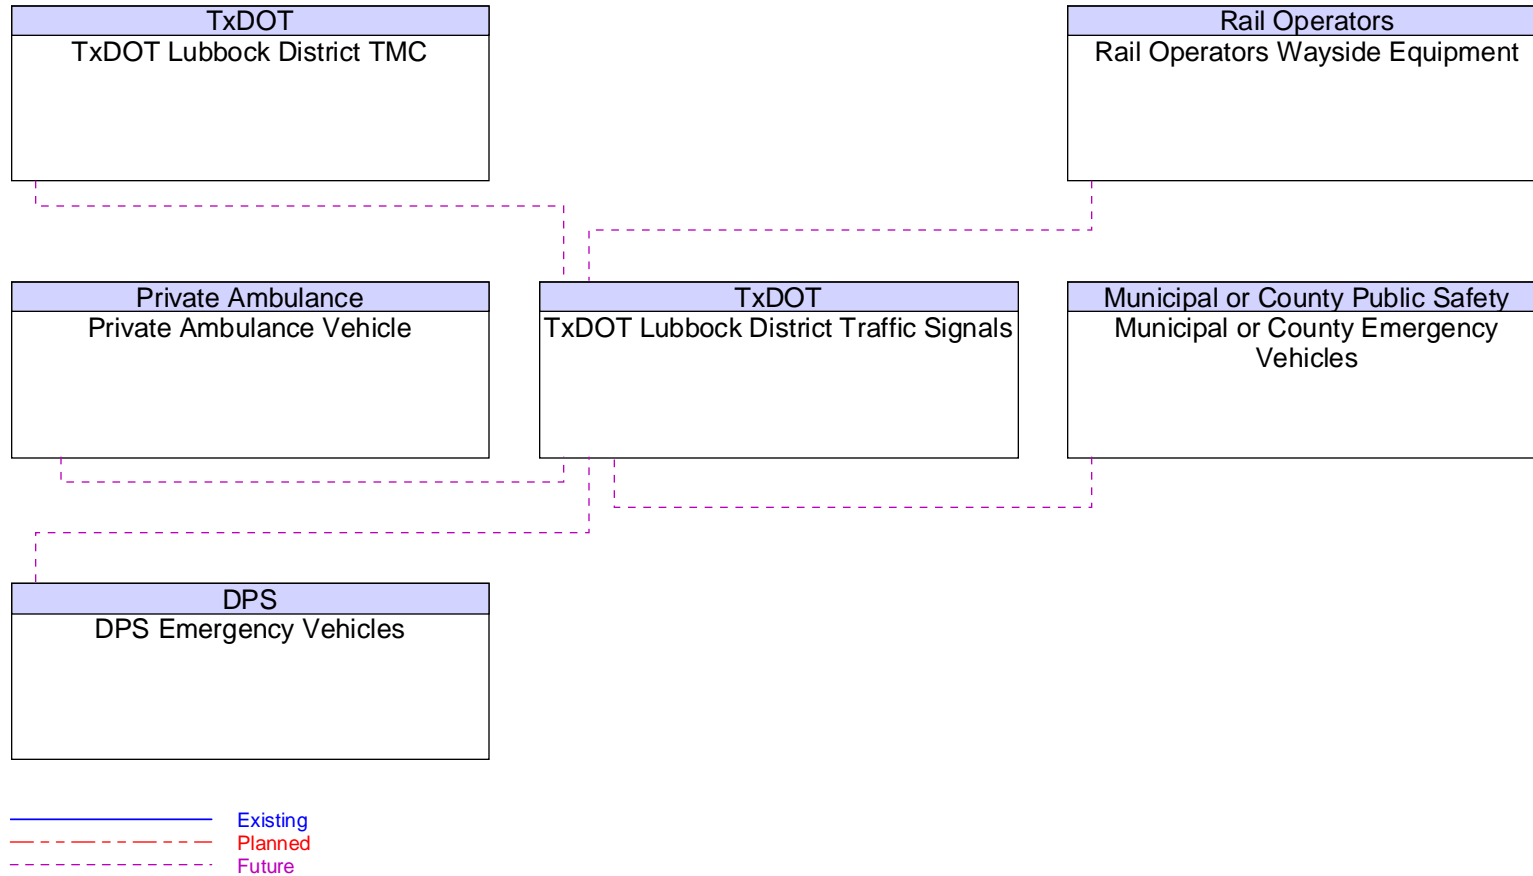 TxDOT
TxDOT Lubbock District TMC
Rail Operators
Rail Operators Wayside Equipment
Private Ambulance
Private Ambulance Vehicle
TxDOT
TxDOT Lubbock District Traffic Signals
Municipal or County Public Safety
Municipal or County Emergency
Vehicles
DPS
DPS Emergency Vehicles
Existing
Planned
Future